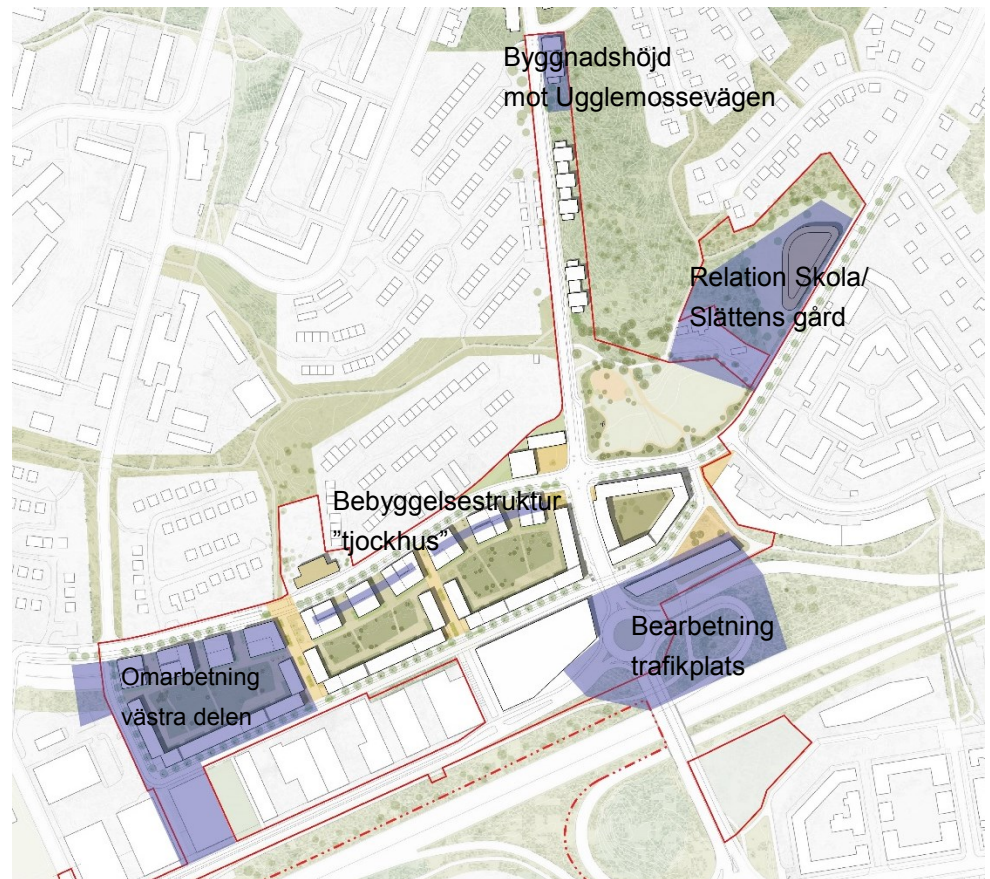 Byggnadshöjd
mot Ugglemossevägen
Relation Skola/
Slättens gård
Bebyggelsestruktur
”tjockhus”
Bearbetning
trafikplats
Omarbetning
västra delen